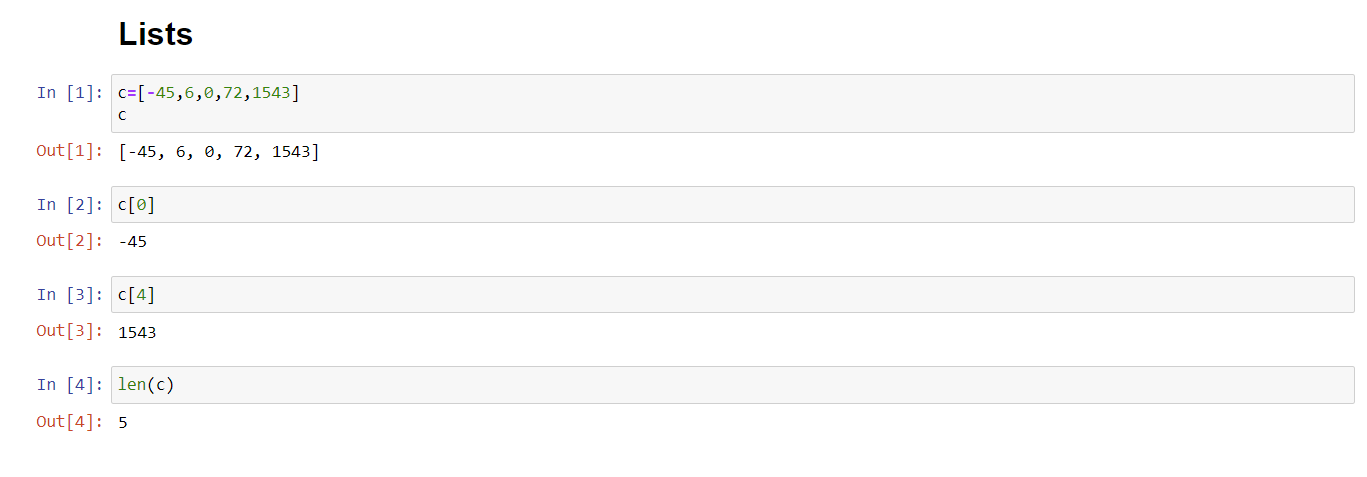 Lists
In [1]: c=[-45,6,0,72,1543]
c
Out[1]: [-45, 6, 0, 72, 1543]
In [2]: c[0]
Out[2]: -45
In [3]: c[4]
Out[3]: 1543
In [4]: len(c)
Out[4]: 5